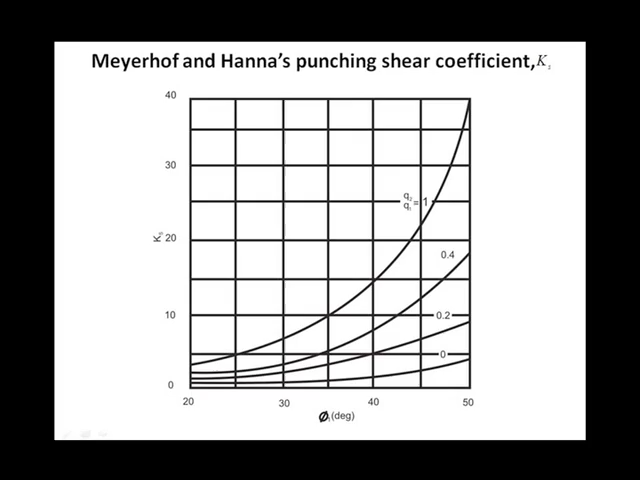 Meyerhof and Hanna's punching shear coefficient, Kₛ
40
30
q₂
q₁ = 1
20
Kₛ
0.4
10
0.2
0
0
20
30
40
50
Ø₁(deg)